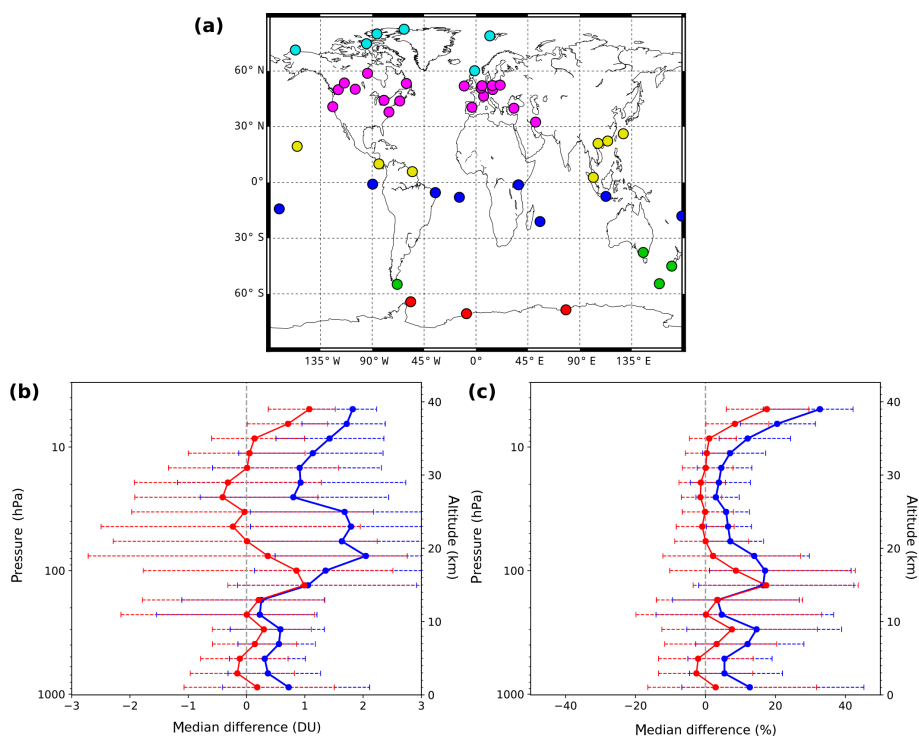 (a)
60° N
30° N
0°
30° S
60° S
135° W 90° W 45° W 0° 45° E 90° E 135° E
(b)
10
100
1000
Pressure (hPa)
−3 −2 −1 0 1 2 3
Median difference (DU)
40
30
20
10
0
Altitude (km)
(c)
10
100
1000
Pressure (hPa)
−40 −20 0 20 40
Median difference (%)
40
30
20
10
0
Altitude (km)